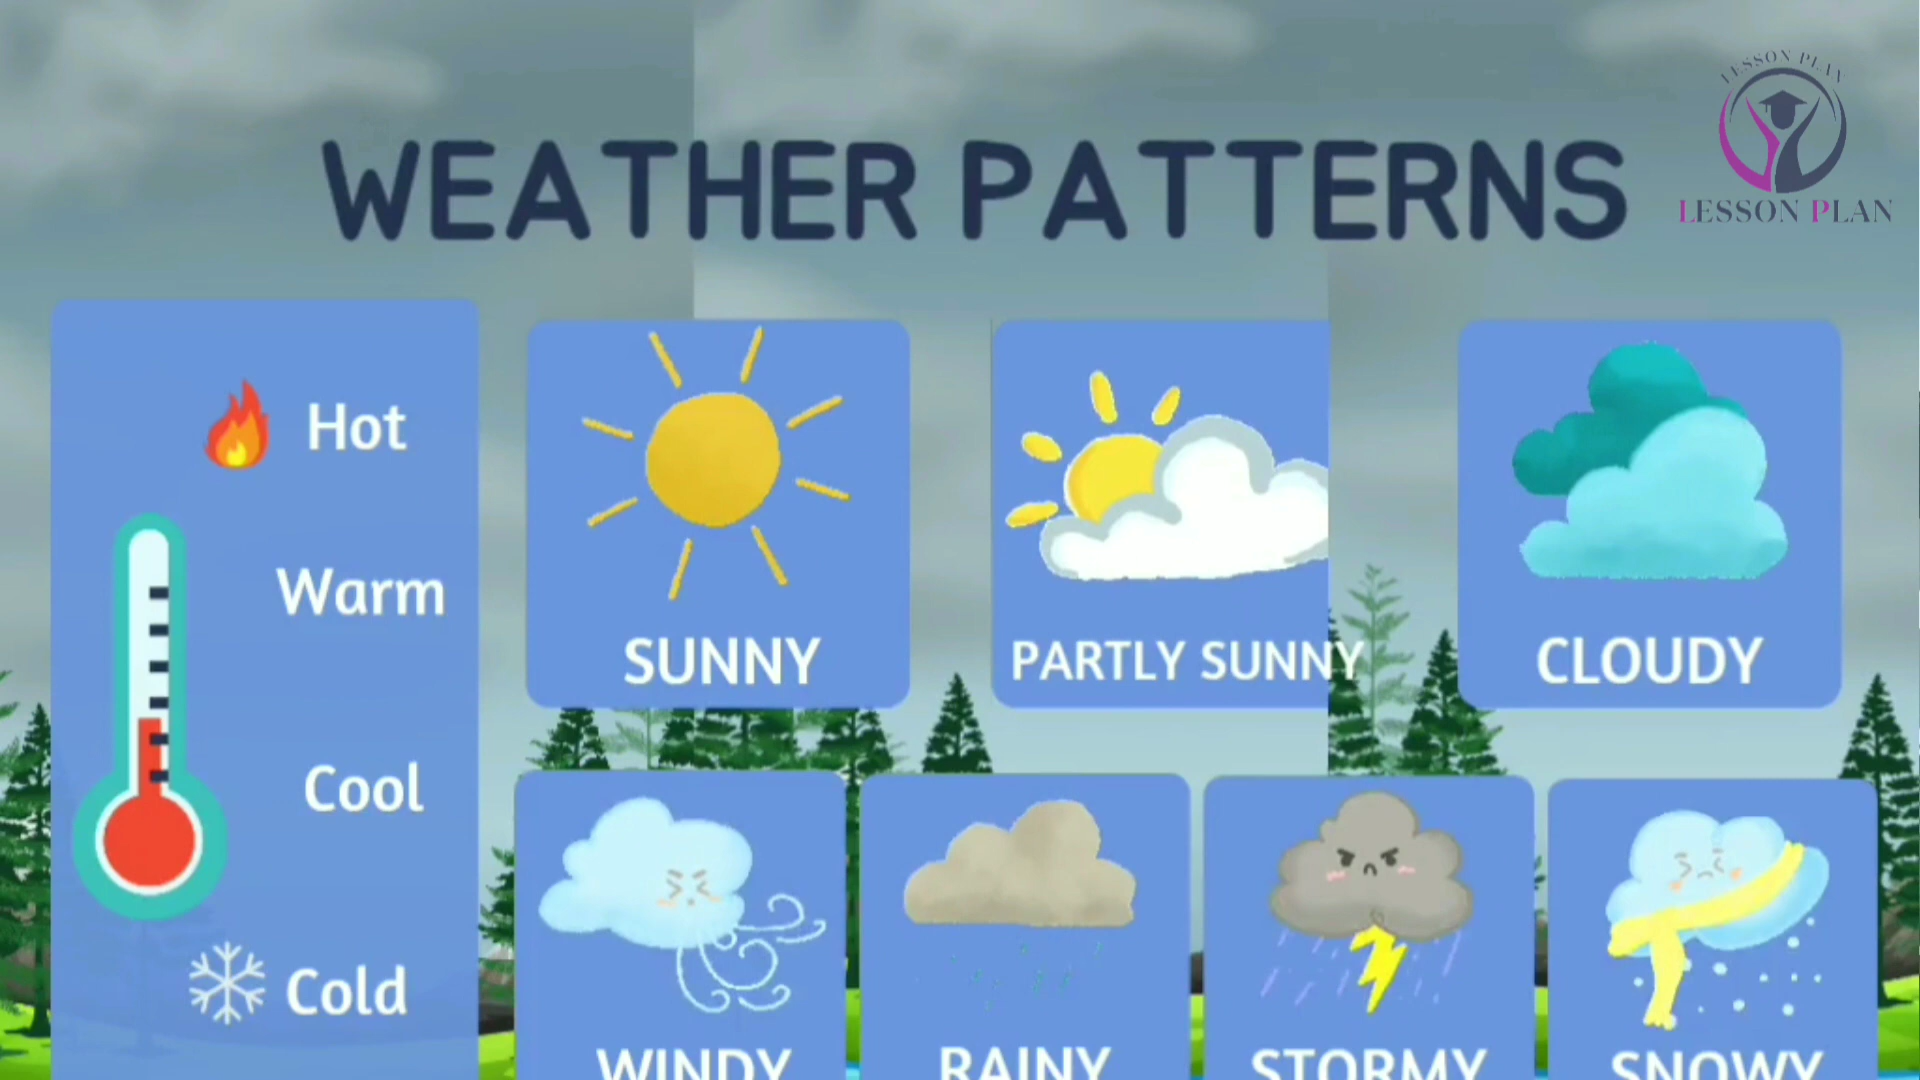 LESSON PLAN
LESSON PLAN
WEATHER PATTERNS
Hot
Warm
Cool
Cold
SUNNY
PARTLY SUNNY
CLOUDY
WINDY
RAINY
STORMY
SNOWY